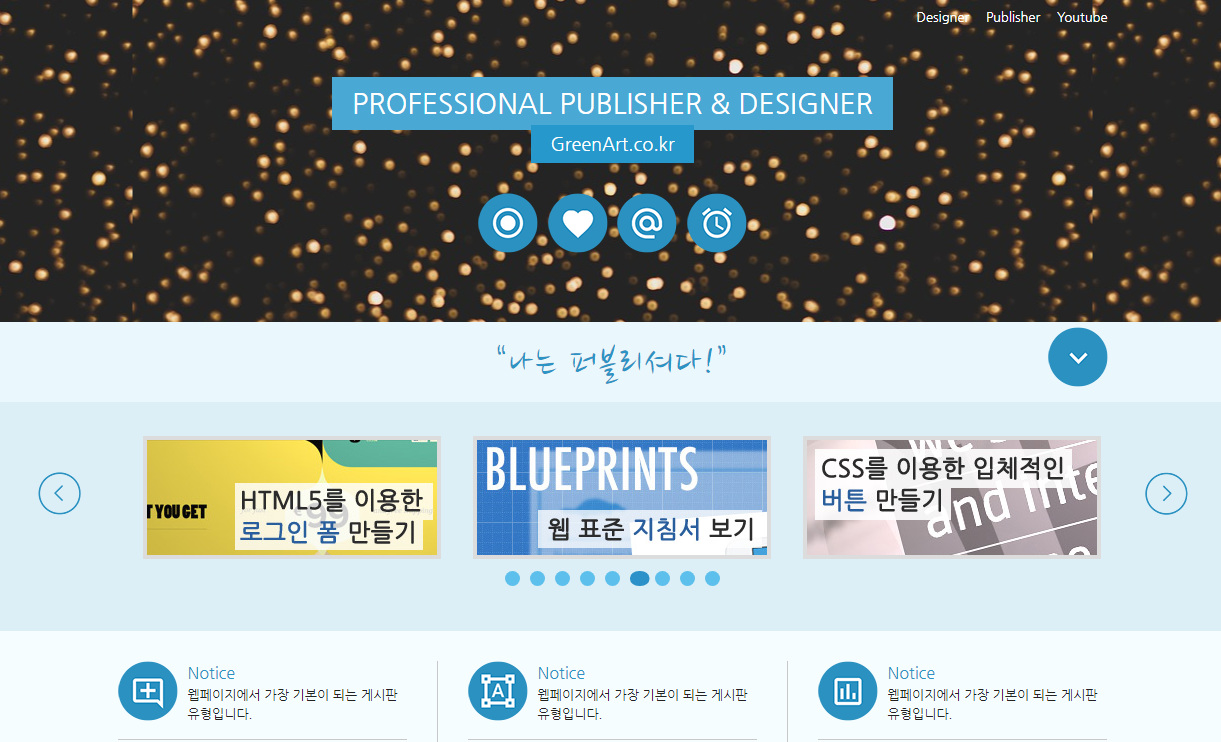 Designer Publisher Youtube
PROFESSIONAL PUBLISHER & DESIGNER
GreenArt.co.kr
“나는 퍼블리셔다!”
T YOU GET
HTML5를 이용한
로그인 폼 만들기
BLUEPRINTS
웹 표준 지침서 보기
CSS를 이용한 입체적인
버튼 만들기
and inte
Notice
웹페이지에서 가장 기본이 되는 게시판
유형입니다.
Notice
웹페이지에서 가장 기본이 되는 게시판
유형입니다.
Notice
웹페이지에서 가장 기본이 되는 게시판
유형입니다.